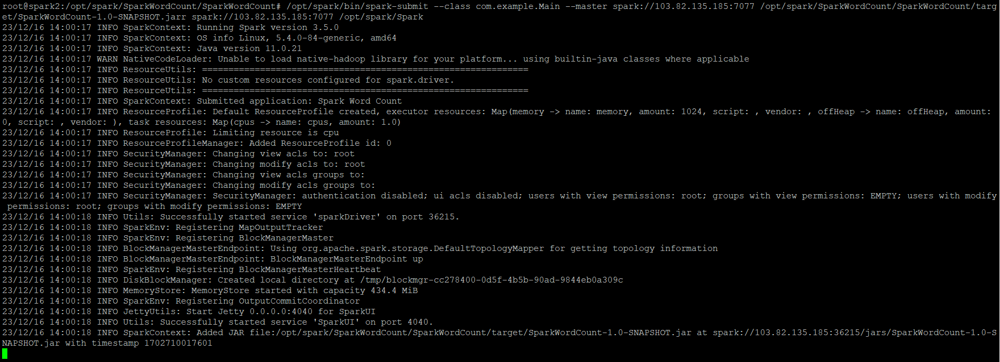 root@spark2:/opt/spark/SparkWordCount/SparkWordCount# /opt/spark/bin/spark-submit --class com.example.Main --master spark://103.82.135.185:7077 /opt/spark/SparkWordCount/SparkWordCount/targ
et/SparkWordCount-1.0-SNAPSHOT.jarr spark://103.82.135.185:7077 /opt/spark/Spark
23/12/16 14:00:17 INFO SparkContext: Running Spark version 3.5.0
23/12/16 14:00:17 INFO SparkContext: OS info Linux, 5.4.0-84-generic, amd64
23/12/16 14:00:17 INFO SparkContext: Java version 11.0.21
23/12/16 14:00:17 WARN NativeCodeLoader: Unable to load native-hadoop library for your platform... using builtin-java classes where applicable
23/12/16 14:00:17 INFO ResourceUtils: ==============================================================
23/12/16 14:00:17 INFO ResourceUtils: No custom resources configured for spark.driver.
23/12/16 14:00:17 INFO ResourceUtils: ==============================================================
23/12/16 14:00:17 INFO SparkContext: Submitted application: Spark Word Count
23/12/16 14:00:17 INFO ResourceProfile: Default ResourceProfile created, executor resources: Map(memory -> name: memory, amount: 1024, script: , vendor: , offHeap -> name: offHeap, amount:
0, script: , vendor: ), task resources: Map(cpus -> name: cpus, amount: 1.0)
23/12/16 14:00:17 INFO ResourceProfile: Limiting resource is cpu
23/12/16 14:00:17 INFO ResourceProfileManager: Added ResourceProfile id: 0
23/12/16 14:00:17 INFO SecurityManager: Changing view acls to: root
23/12/16 14:00:17 INFO SecurityManager: Changing modify acls to: root
23/12/16 14:00:17 INFO SecurityManager: Changing view acls groups to:
23/12/16 14:00:17 INFO SecurityManager: Changing modify acls groups to:
23/12/16 14:00:17 INFO SecurityManager: SecurityManager: authentication disabled; ui acls disabled; users with view permissions: root; groups with view permissions: EMPTY; users with modify
permissions: root; groups with modify permissions: EMPTY
23/12/16 14:00:18 INFO Utils: Successfully started service 'sparkDriver' on port 36215.
23/12/16 14:00:18 INFO SparkEnv: Registering MapOutputTracker
23/12/16 14:00:18 INFO SparkEnv: Registering BlockManagerMaster
23/12/16 14:00:18 INFO BlockManagerMasterEndpoint: Using org.apache.spark.storage.DefaultTopologyMapper for getting topology information
23/12/16 14:00:18 INFO BlockManagerMasterEndpoint: BlockManagerMasterEndpoint up
23/12/16 14:00:18 INFO SparkEnv: Registering BlockManagerMasterHeartbeat
23/12/16 14:00:18 INFO DiskBlockManager: Created local directory at /tmp/blockmgr-cc278400-0d5f-4b5b-90ad-9844eb0a309c
23/12/16 14:00:18 INFO MemoryStore: MemoryStore started with capacity 434.4 MiB
23/12/16 14:00:18 INFO SparkEnv: Registering OutputCommitCoordinator
23/12/16 14:00:18 INFO JettyUtils: Start Jetty 0.0.0.0:4040 for SparkUI
23/12/16 14:00:18 INFO Utils: Successfully started service 'SparkUI' on port 4040.
23/12/16 14:00:18 INFO SparkContext: Added JAR file:/opt/spark/SparkWordCount/SparkWordCount/target/SparkWordCount-1.0-SNAPSHOT.jar at spark://103.82.135.185:36215/jars/SparkWordCount-1.0-S
NAPSHOT.jar with timestamp 1702710017601